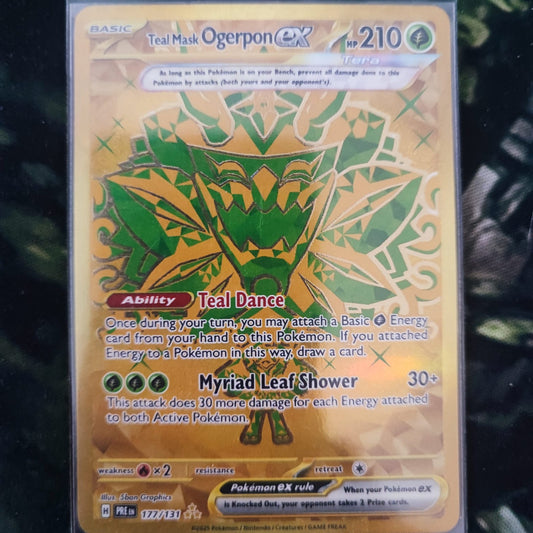 BASIC
Teal Mask Ogerpon ex HP 210
Tera
As long as this Pokémon is on your Bench, prevent all damage done to this
Pokémon by attacks (both yours and your opponent's).
Ability Teal Dance
Once during your turn, you may attach a Basic Energy
card from your hand to this Pokémon. If you attached
Energy to a Pokémon in this way, draw a card.
Myriad Leaf Shower 30+
This attack does 30 more damage for each Energy attached
to both Active Pokémon.
weakness ×2 resistance retreat
Illus. 5ban Graphics
Pokémon ex rule When your Pokémon ex
is Knocked Out, your opponent takes 2 Prize cards.
H PRE EN 177/131
©2025 Pokémon / Nintendo / Creatures / GAME FREAK